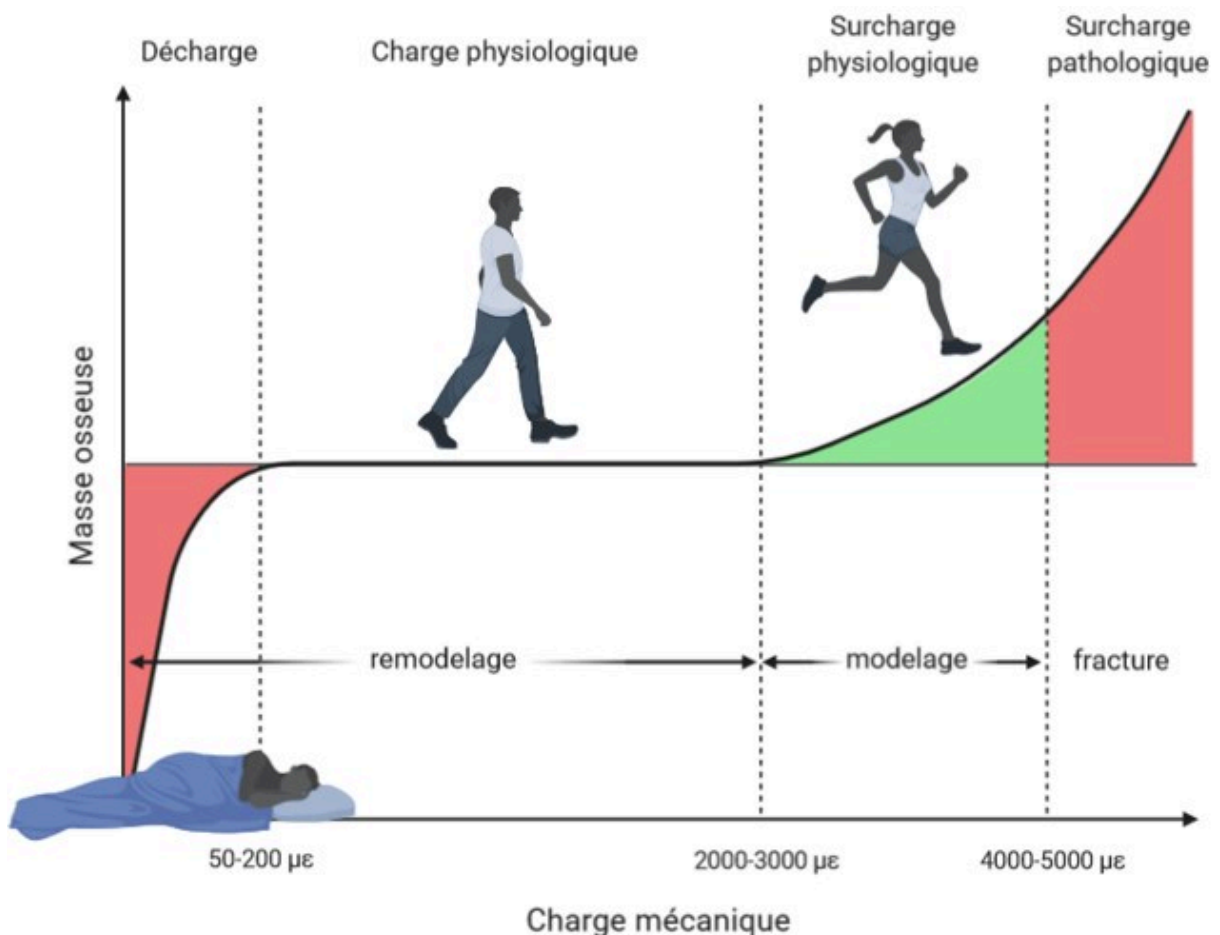 Décharge
Charge physiologique
Surcharge
physiologique
Surcharge
pathologique
Masse osseuse
remodelage
modelage
fracture
50-200 µε
2000-3000 µε
4000-5000 µε
Charge mécanique